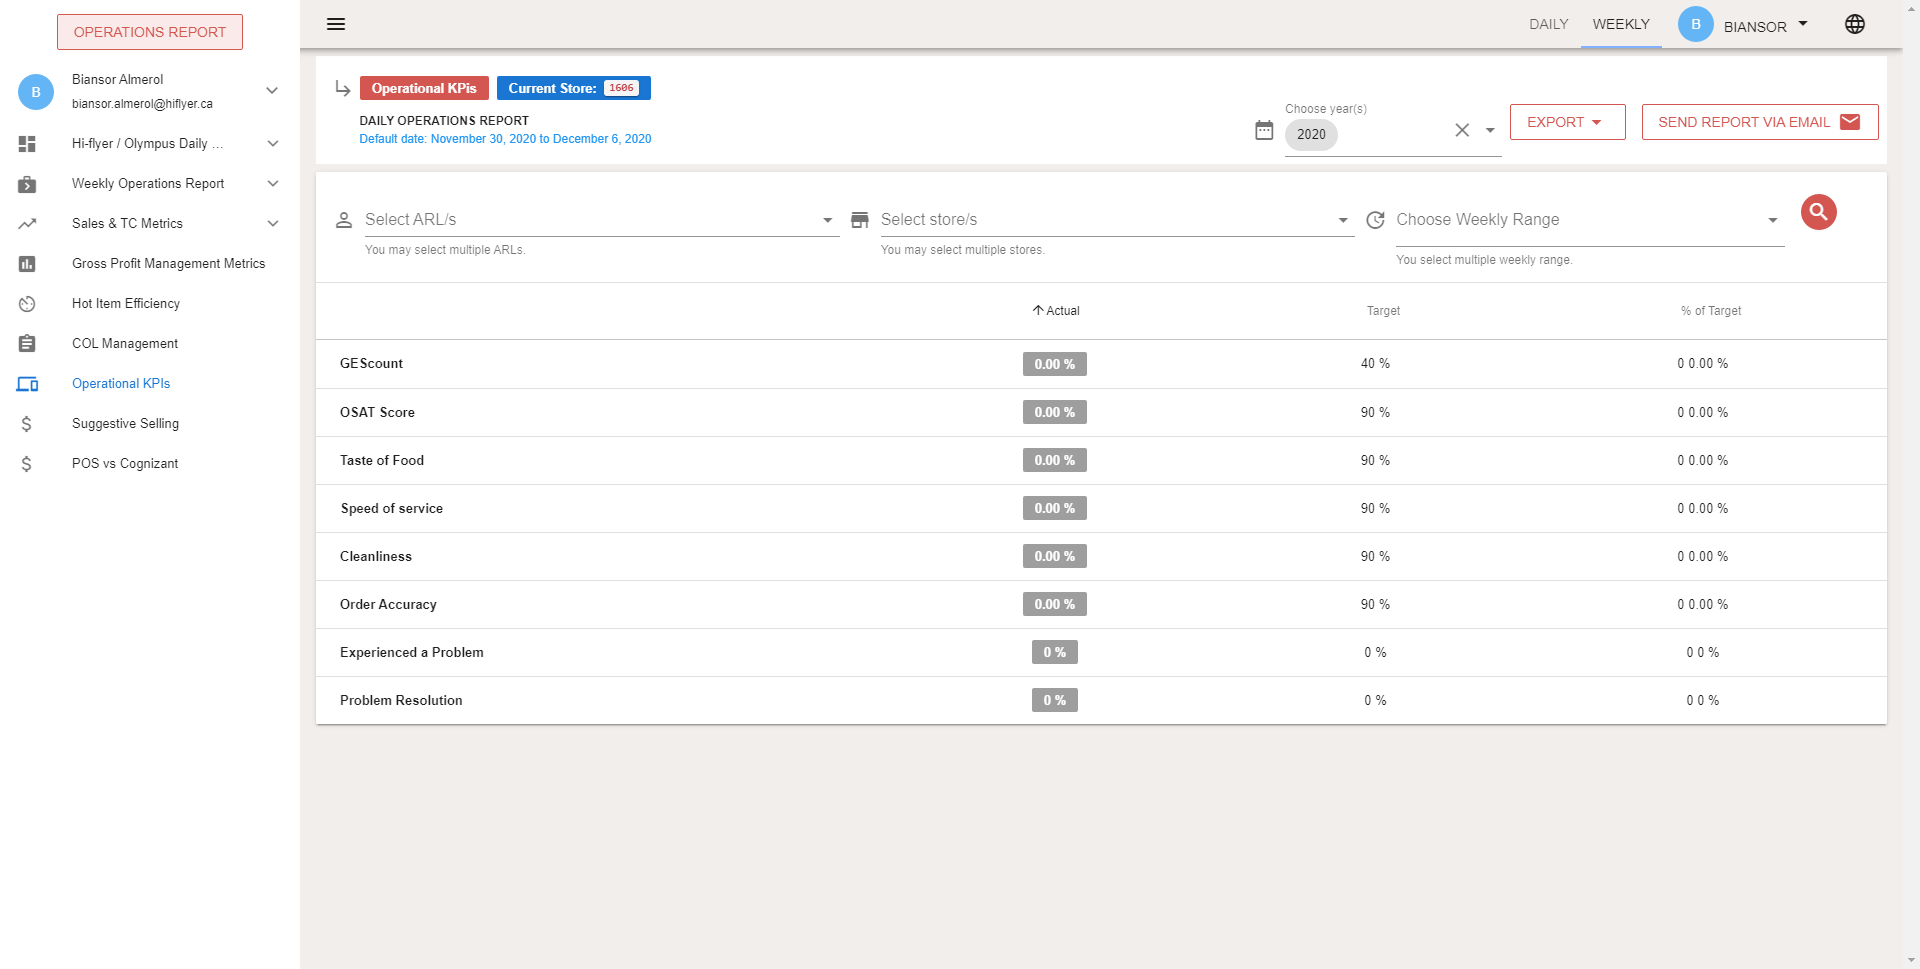 OPERATIONS REPORT
B
Biansor Almerol
biansor.almerol@hiflyer.ca
Hi-flyer / Olympus Daily ...
Weekly Operations Report
Sales & TC Metrics
Gross Profit Management Metrics
Hot Item Efficiency
COL Management
Operational KPIs
Suggestive Selling
POS vs Cognizant
DAILY WEEKLY B BIANSOR
Operational KPis Current Store: 1606
DAILY OPERATIONS REPORT
Default date: November 30, 2020 to December 6, 2020
Choose year(s)
2020
EXPORT
SEND REPORT VIA EMAIL
Select ARL/s
You may select multiple ARLs.
Select store/s
You may select multiple stores.
Choose Weekly Range
You select multiple weekly range.
Actual Target % of Target
GEScount 0.00 % 40 % 0 0.00 %
OSAT Score 0.00 % 90 % 0 0.00 %
Taste of Food 0.00 % 90 % 0 0.00 %
Speed of service 0.00 % 90 % 0 0.00 %
Cleanliness 0.00 % 90 % 0 0.00 %
Order Accuracy 0.00 % 90 % 0 0.00 %
Experienced a Problem 0 % 0 % 0 0 %
Problem Resolution 0 % 0 % 0 0 %